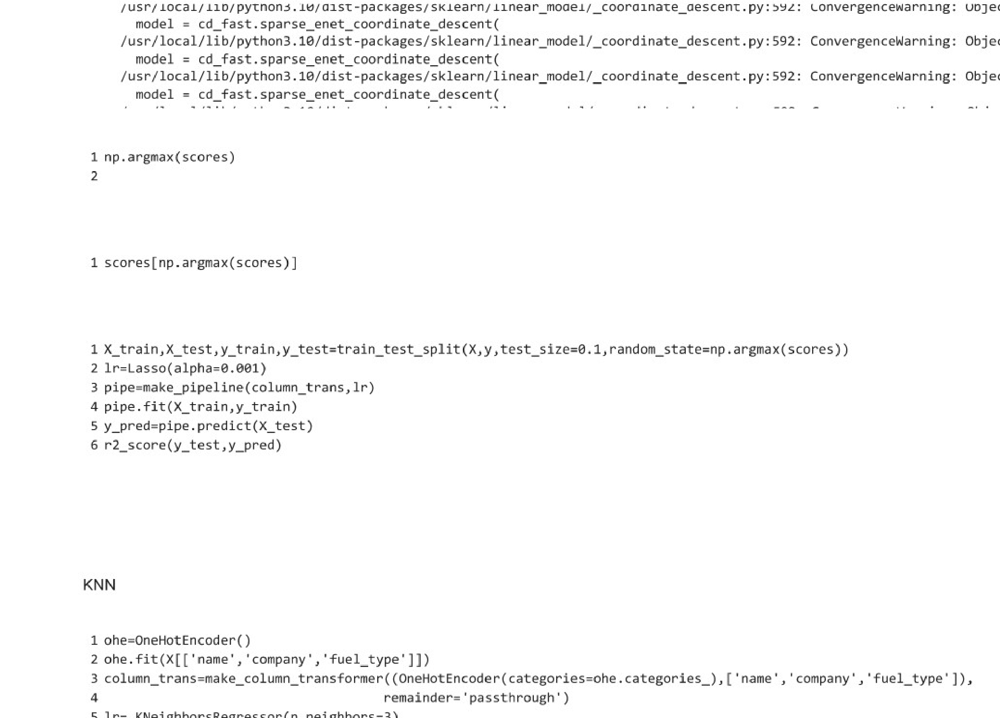 /usr/local/lib/python3.10/dist-packages/sklearn/linear_model/_coordinate_descent.py:592: ConvergenceWarning: Objec
model = cd_fast.sparse_enet_coordinate_descent(
/usr/local/lib/python3.10/dist-packages/sklearn/linear_model/_coordinate_descent.py:592: ConvergenceWarning: Objec
model = cd_fast.sparse_enet_coordinate_descent(
/usr/local/lib/python3.10/dist-packages/sklearn/linear_model/_coordinate_descent.py:592: ConvergenceWarning: Objec
model = cd_fast.sparse_enet_coordinate_descent(
1 np.argmax(scores)
2
1 scores[np.argmax(scores)]
1 X_train,X_test,y_train,y_test=train_test_split(X,y,test_size=0.1,random_state=np.argmax(scores))
2 lr=Lasso(alpha=0.001)
3 pipe=make_pipeline(column_trans,lr)
4 pipe.fit(X_train,y_train)
5 y_pred=pipe.predict(X_test)
6 r2_score(y_test,y_pred)
KNN
1 ohe=OneHotEncoder()
2 ohe.fit(X[['name','company','fuel_type']])
3 column_trans=make_column_transformer((OneHotEncoder(categories=ohe.categories_),['name','company','fuel_type']),
4 remainder='passthrough')
5 lr= KNeighborsRegressor(n_neighbors=3)